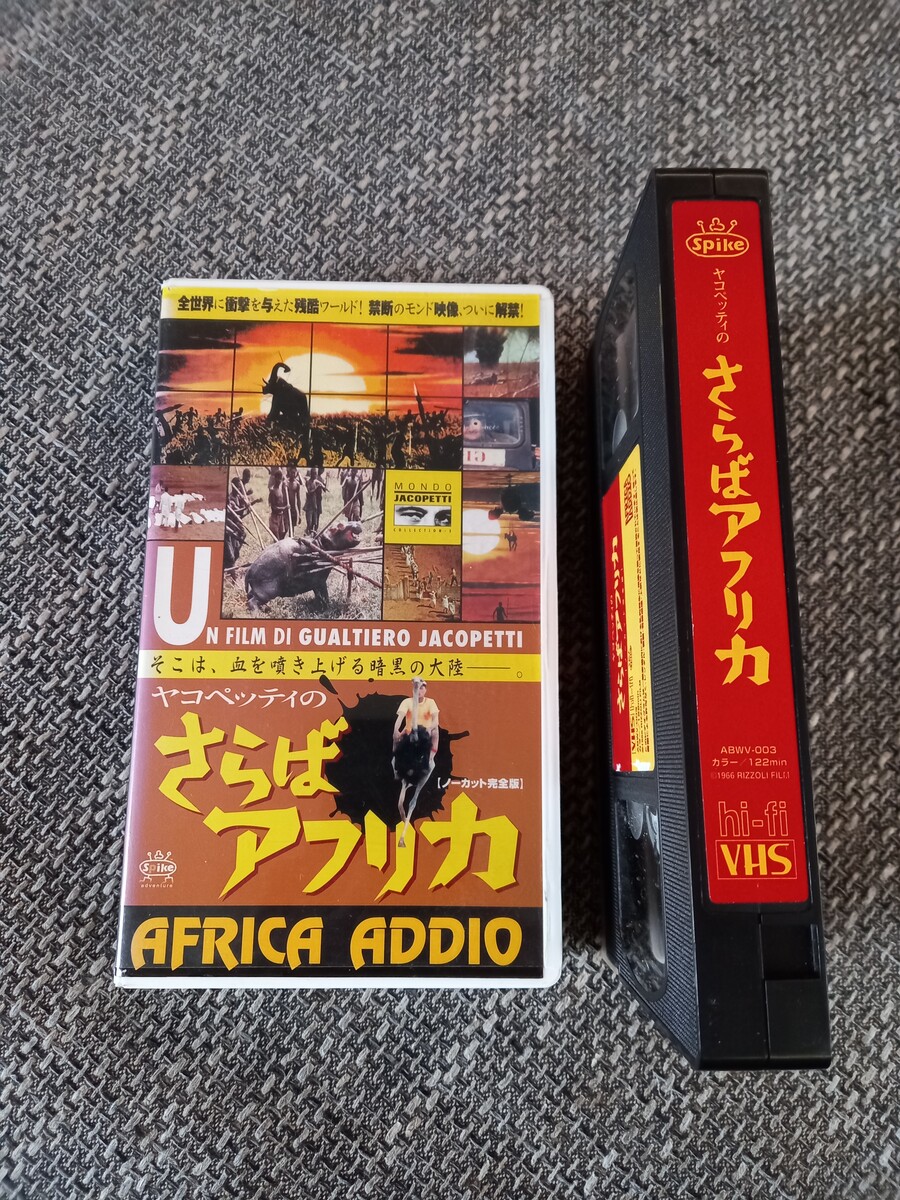 全世界に衝撃を与えた残酷ワールド! 禁断のモンド映像、ついに解禁!
MONDO
JACOPETTI
COLLECTION・3
UN FILM DI GUALTIERO JACOPETTI
そこは、血を噴き上げる暗黒の大陸――。
ヤコペッティの
さらば
アフリカ
[ノーカット完全版]
Spike
adventure
AFRICA ADDIO
Spike
ヤコペッティの
さらばアフリカ
ABWV-003
カラー/122min
©1966 RIZZOLI FILM
hi-fi
VHS